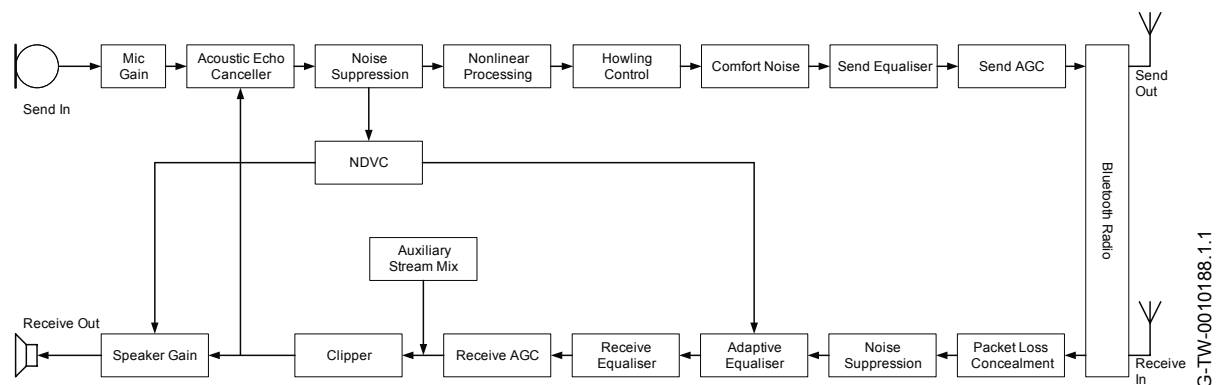 Mic
Gain
Acoustic Echo
Canceller
Noise
Suppression
Nonlinear
Processing
Howling
Control
Comfort Noise
Send Equaliser
Send AGC
Send In
Send
Out
NDVC
Bluetooth Radio
Auxiliary
Stream Mix
Receive Out
Speaker Gain
Clipper
Receive AGC
Receive
Equaliser
Adaptive
Equaliser
Noise
Suppression
Packet Loss
Concealment
Receive
In
G-TW-0010188.1.1